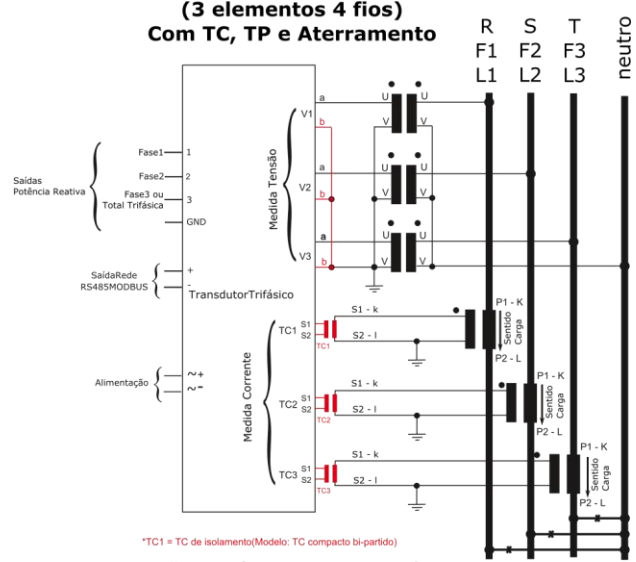 (3 elementos 4 fios)
Com TC, TP e Aterramento
R S T
F1 F2 F3
L1 L2 L3
neutro
Saídas
Potência Reativa
Fase1
1
Fase2
2
Fase3 ou
Total Trifásica
3
GND
SaídaRede
RS485MODBUS
+
-
TransdutorTrifásico
Alimentação
~+
~-
Medida Tensão
V1
a
b
V2
a
b
V3
a
b
U U
V V
U U
V V
U U
V V
Medida Corrente
TC1
S1
S2
TC1
S1 - k
S2 - l
P1 - K
Sentido
Carga
P2 - L
TC2
S1
S2
TC2
S1 - k
S2 - l
P1 - K
Sentido
Carga
P2 - L
TC3
S1
S2
TC3
S1 - k
S2 - l
P1 - K
Sentido
Carga
P2 - L
*TC1 = TC de isolamento(Modelo: TC compacto bi-partido)